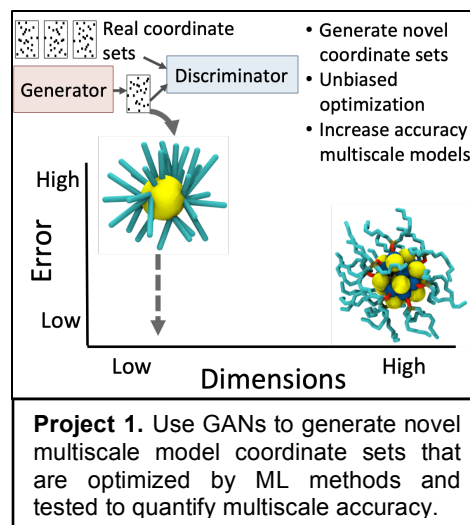 Real coordinate
sets
Generator
Discriminator
• Generate novel
coordinate sets
• Unbiased
optimization
• Increase accuracy
multiscale models
High
Error
Low
Low
High
Dimensions
Project 1. Use GANs to generate novel
multiscale model coordinate sets that
are optimized by ML methods and
tested to quantify multiscale accuracy.